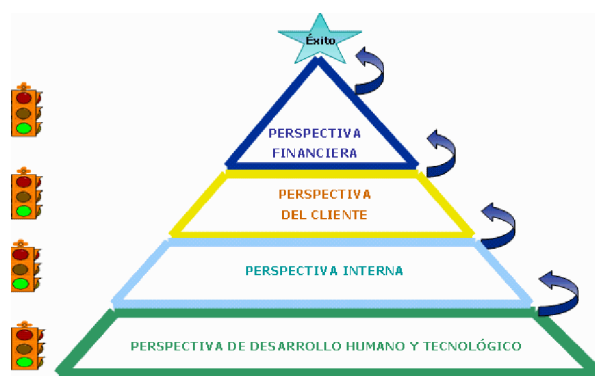 Éxito
PERSPECTIVA
FINANCIERA
PERSPECTIVA
DEL CLIENTE
PERSPECTIVA INTERNA
PERSPECTIVA DE DESARROLLO HUMANO Y TECNOLÓGICO